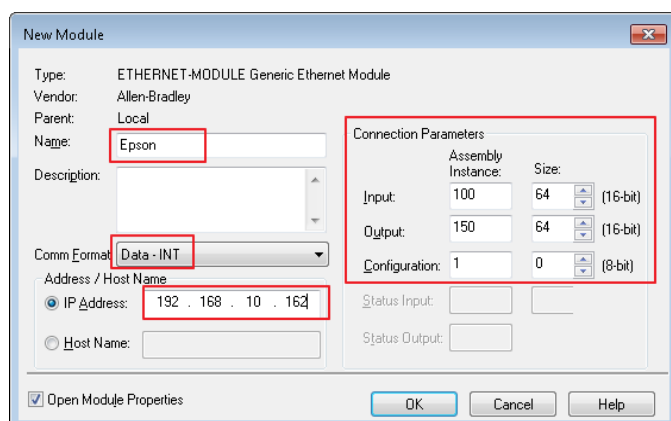 New Module
Type: ETHERNET-MODULE Generic Ethernet Module
Vendor: Allen-Bradley
Parent: Local
Name: Epson
Description:
Comm Format: Data - INT
Address / Host Name
IP Address: 192 . 168 . 10 . 162
Host Name:
Connection Parameters
Assembly
Instance: Size:
Input: 100 64 (16-bit)
Output: 150 64 (16-bit)
Configuration: 1 0 (8-bit)
Status Input:
Status Output:
Open Module Properties
OK Cancel Help